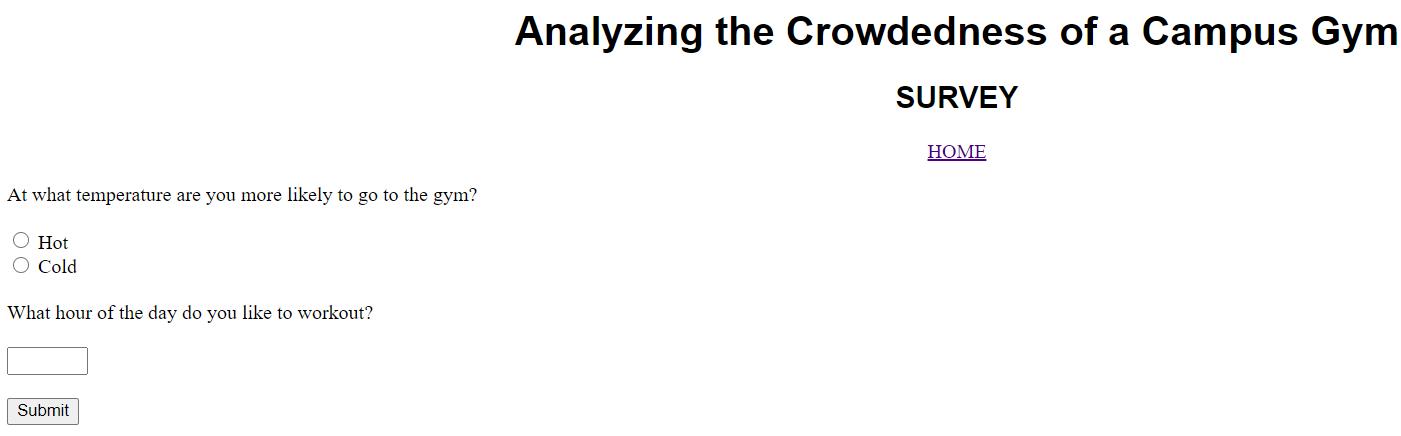 Analyzing the Crowdedness of a Campus Gym
SURVEY
HOME
At what temperature are you more likely to go to the gym?
Hot
Cold
What hour of the day do you like to workout?
Submit